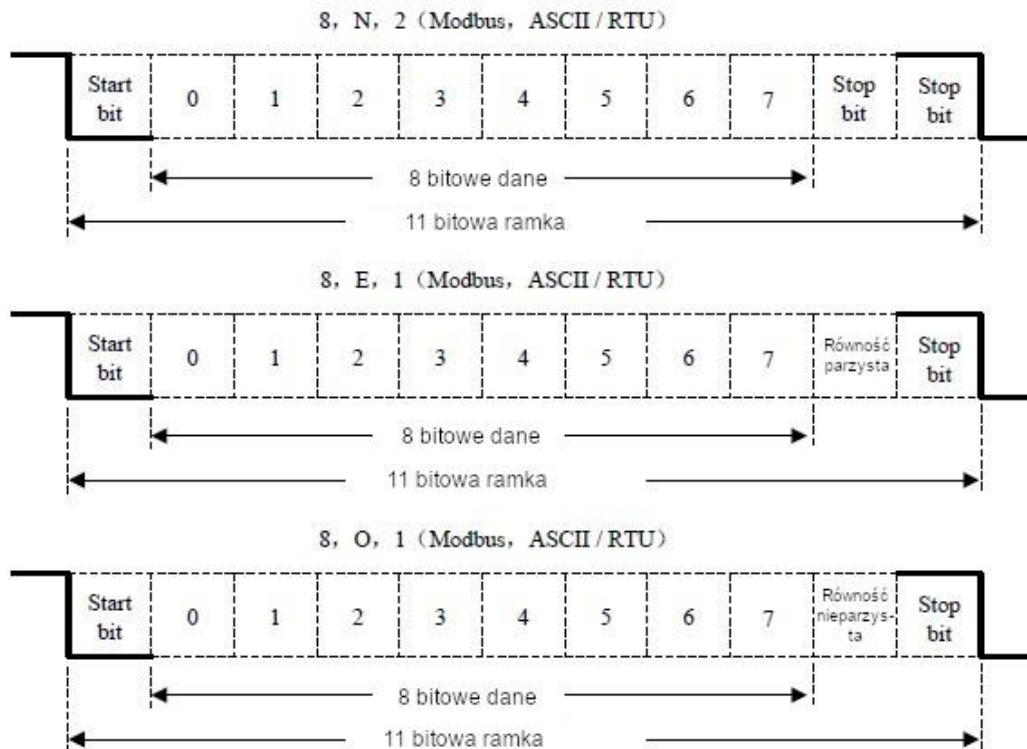 8, N, 2 (Modbus, ASCII / RTU)
Start bit 0 1 2 3 4 5 6 7 Stop bit Stop bit
8 bitowe dane
11 bitowa ramka
8, E, 1 (Modbus, ASCII / RTU)
Start bit 0 1 2 3 4 5 6 7 Równość parzysta Stop bit
8 bitowe dane
11 bitowa ramka
8, O, 1 (Modbus, ASCII / RTU)
Start bit 0 1 2 3 4 5 6 7 Równość nieparzys-ta Stop bit
8 bitowe dane
11 bitowa ramka